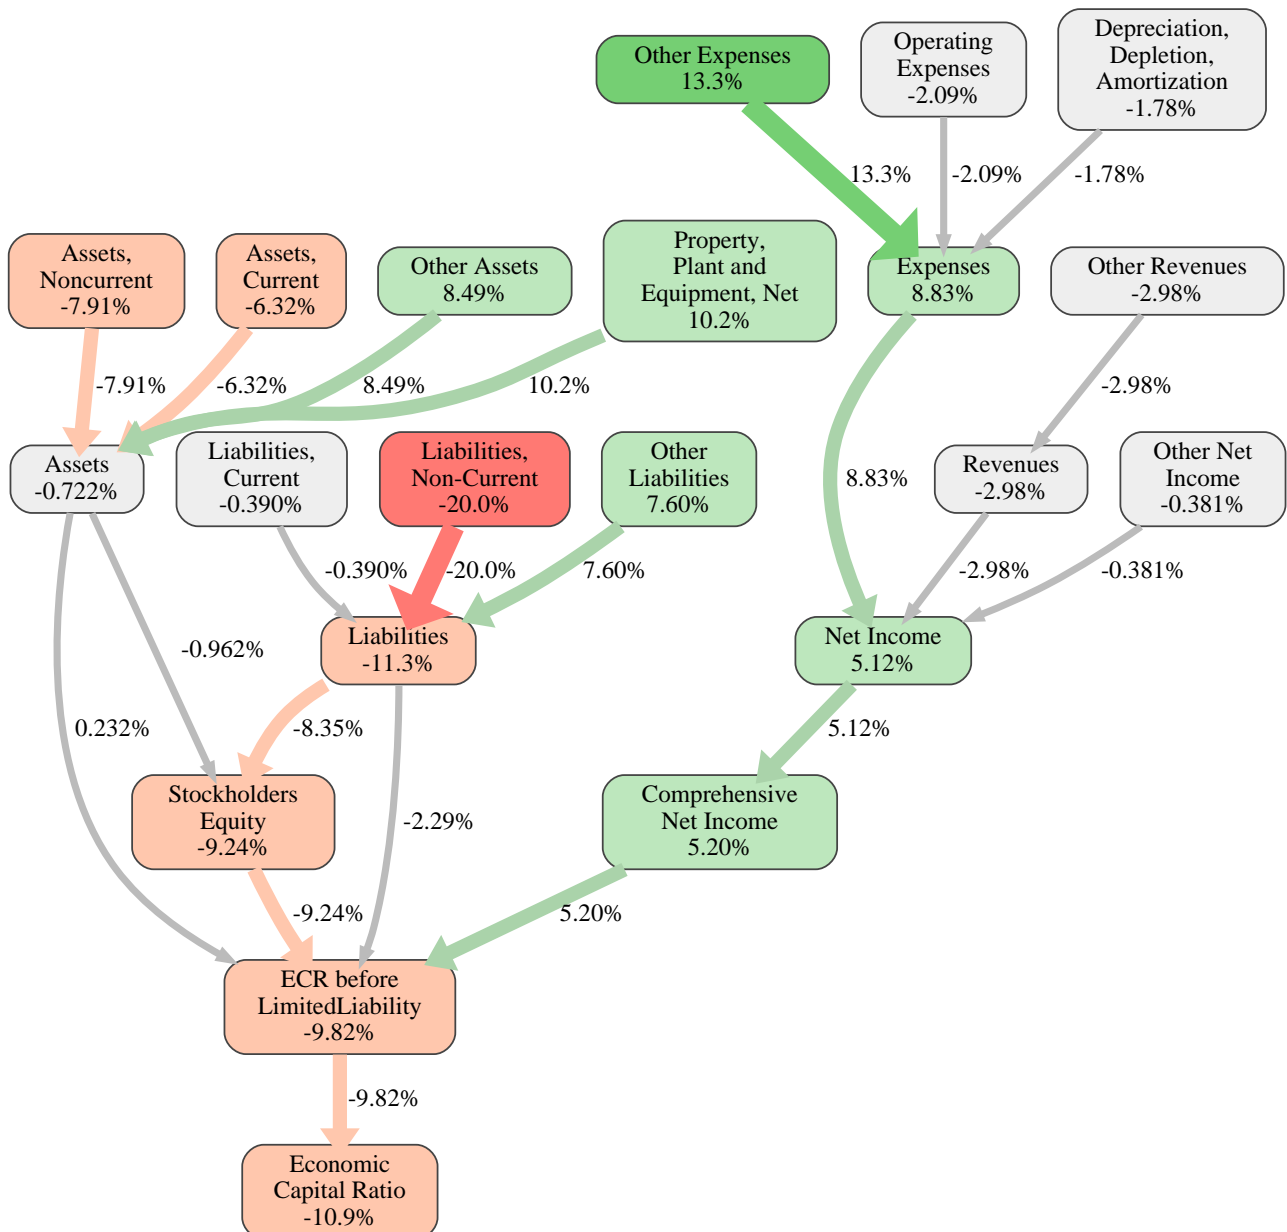 Other Expenses
13.3%
Operating
Expenses
-2.09%
Depreciation,
Depletion,
Amortization
-1.78%
13.3%
-2.09%
-1.78%
Assets,
Noncurrent
-7.91%
Assets,
Current
-6.32%
Other Assets
8.49%
Property,
Plant and
Equipment, Net
10.2%
Expenses
8.83%
Other Revenues
-2.98%
-7.91%
-6.32%
8.49%
10.2%
-2.98%
Assets
-0.722%
Liabilities,
Current
-0.390%
Liabilities,
Non-Current
-20.0%
Other
Liabilities
7.60%
8.83%
Revenues
-2.98%
Other Net
Income
-0.381%
-0.390%
-20.0%
7.60%
-2.98%
-0.381%
-0.962%
Liabilities
-11.3%
Net Income
5.12%
0.232%
-8.35%
5.12%
Stockholders
Equity
-9.24%
-2.29%
Comprehensive
Net Income
5.20%
-9.24%
5.20%
ECR before
LimitedLiability
-9.82%
-9.82%
Economic
Capital Ratio
-10.9%